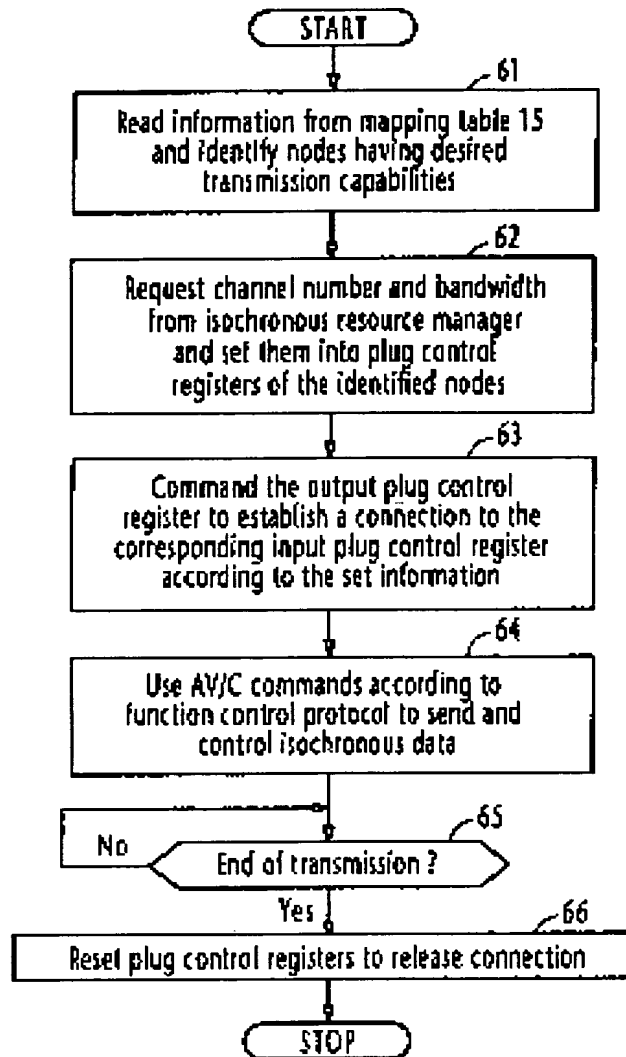 START
61
Read information from mapping table 15
and identify nodes having desired
transmission capabilities
62
Request channel number and bandwidth
from isochronous resource manager
and set them into plug control
registers of the identified nodes
63
Command the output plug control
register to establish a connection to the
corresponding input plug control register
according to the set information
64
Use AV/C commands according to
function control protocol to send and
control isochronous data
65
No
End of transmission ?
Yes
66
Reset plug control registers to release connection
STOP